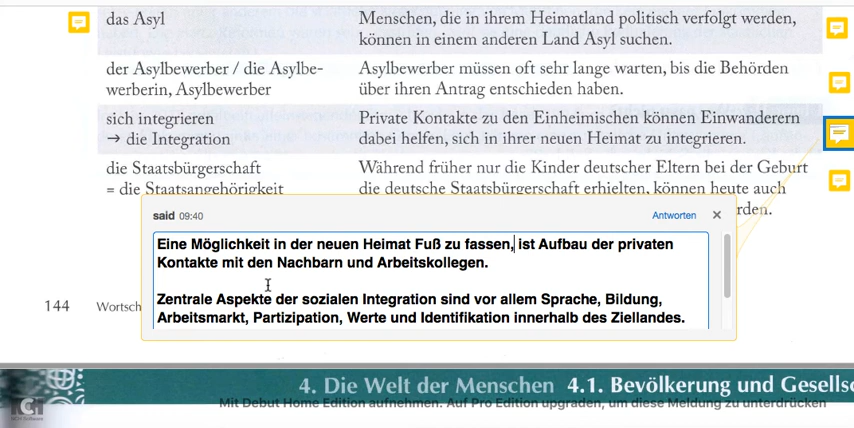 das Asyl
Menschen, die in ihrem Heimatland politisch verfolgt werden,
können in einem anderen Land Asyl suchen.
der Asylbewerber / die Asylbe-
werberin, Asylbewerber
Asylbewerber müssen oft sehr lange warten, bis die Behörden
über ihren Antrag entschieden haben.
sich integrieren
→ die Integration
Private Kontakte zu den Einheimischen können Einwanderern
dabei helfen, sich in ihrer neuen Heimat zu integrieren.
die Staatsbürgerschaft
= die Staatsangehörigkeit
Während früher nur die Kinder deutscher Eltern bei der Geburt
die deutsche Staatsbürgerschaft erhielten, können heute auch
rden.
said 09:40
Antworten
Eine Möglichkeit in der neuen Heimat Fuß zu fassen, ist Aufbau der privaten
Kontakte mit den Nachbarn und Arbeitskollegen.
Zentrale Aspekte der sozialen Integration sind vor allem Sprache, Bildung,
Arbeitsmarkt, Partizipation, Werte und Identifikation innerhalb des Ziellandes.
144 Wortsch
4. Die Welt der Menschen 4.1. Bevölkerung und Gesells
Mit Debut Home Edition aufnehmen. Auf Pro Edition upgraden, um diese Meldung zu unterdrücken